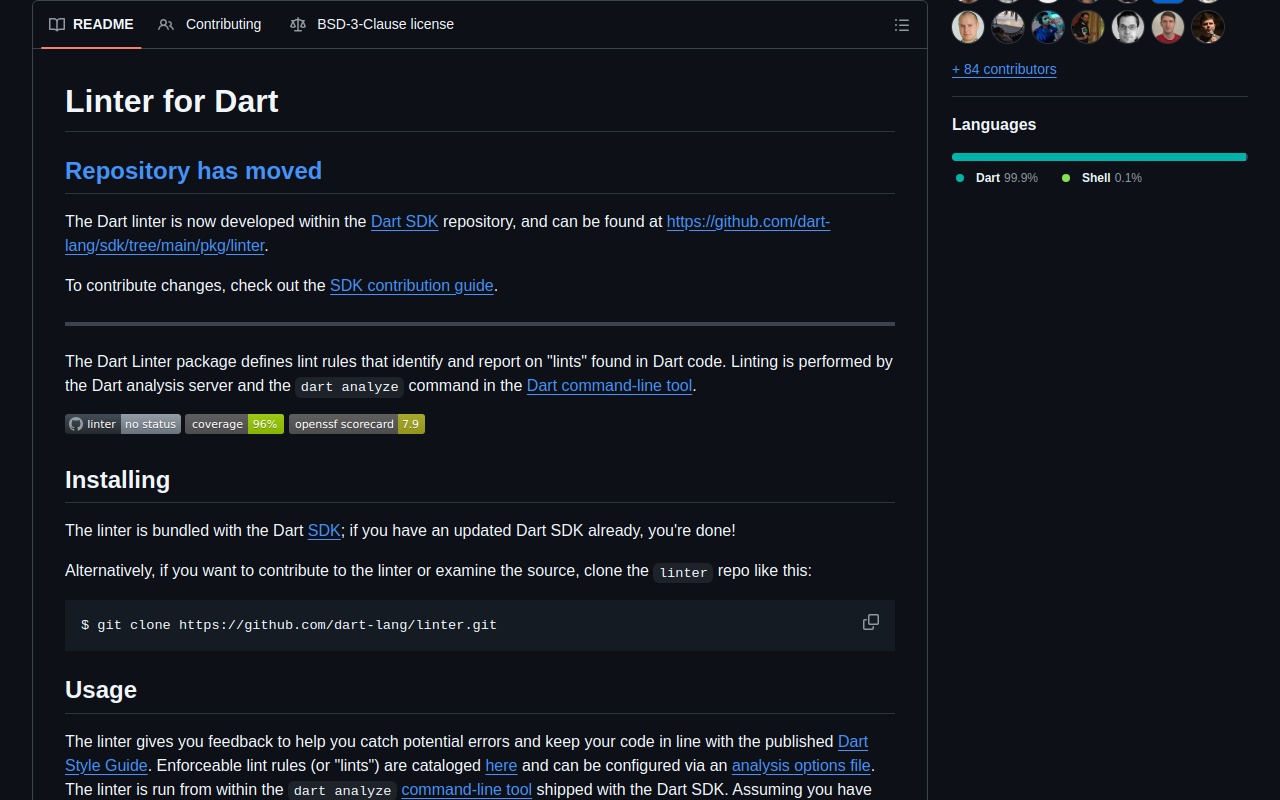 README
Contributing
BSD-3-Clause license
Linter for Dart
Repository has moved
The Dart linter is now developed within the Dart SDK repository, and can be found at https://github.com/dart-
lang/sdk/tree/main/pkg/linter.
To contribute changes, check out the SDK contribution guide.
The Dart Linter package defines lint rules that identify and report on "lints" found in Dart code. Linting is performed by
the Dart analysis server and the dart analyze command in the Dart command-line tool.
linter no status coverage 96% openssf scorecard 7.9
Installing
The linter is bundled with the Dart SDK; if you have an updated Dart SDK already, you're done!
Alternatively, if you want to contribute to the linter or examine the source, clone the linter repo like this:
$ git clone https://github.com/dart-lang/linter.git
Usage
The linter gives you feedback to help you catch potential errors and keep your code in line with the published Dart
Style Guide. Enforceable lint rules (or "lints") are cataloged here and can be configured via an analysis options file.
The linter is run from within the dart analyze command-line tool shipped with the Dart SDK. Assuming you have
+ 84 contributors
Languages
Dart 99.9% Shell 0.1%